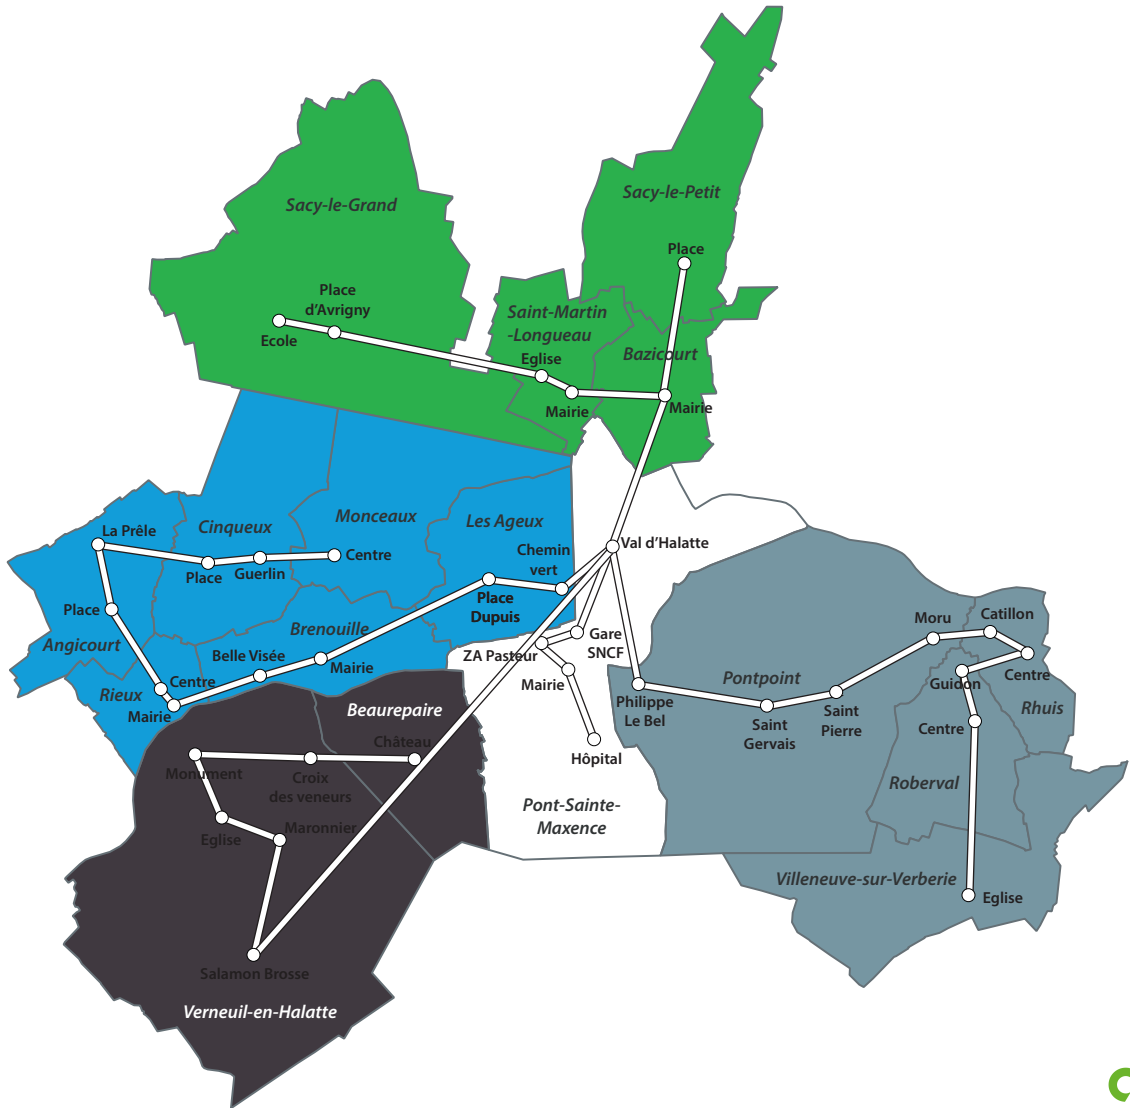 Sacy-le-Petit
Sacy-le-Grand
Place
Place
d’Avrigny
Ecole
Saint-Martin
-Longueau
Eglise
Mairie
Bazicourt
Mairie
La Prêle
Cinqueux
Monceaux
Les Ageux
Chemin
vert
Val d’Halatte
Place
Guerlin
Centre
Place
Place
Dupuis
Angicourt
Brenouille
Belle Visée
Mairie
Rieux
Centre
Mairie
Gare
SNCF
ZA Pasteur
Mairie
Hôpital
Pont-Sainte-
Maxence
Philippe
Le Bel
Pontpoint
Saint
Gervais
Saint
Pierre
Moru
Catillon
Centre
Guidon
Rhuis
Centre
Roberval
Villeneuve-sur-Verberie
Eglise
Beaurepaire
Château
Monument
Croix
des veneurs
Eglise
Maronnier
Salamon Brosse
Verneuil-en-Halatte